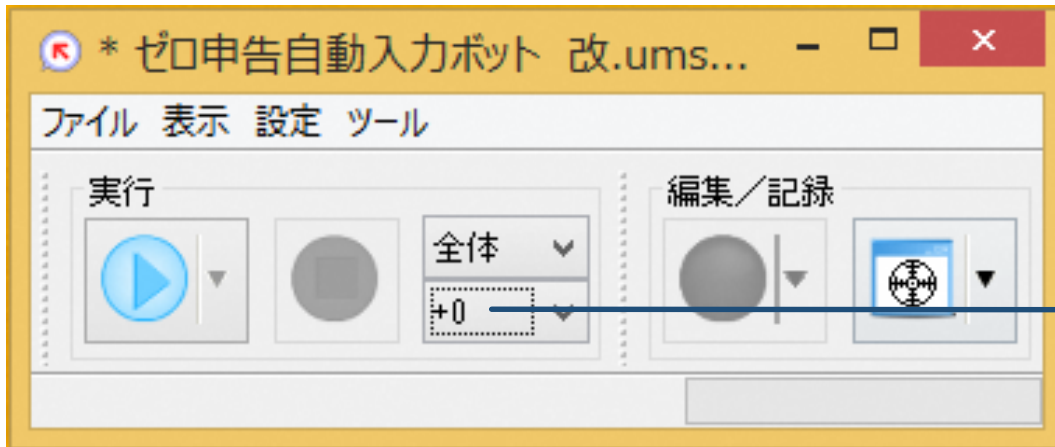 * ゼロ申告自動入力ボット 改.ums...
ファイル 表示 設定 ツール
実行
編集／記録
全体
+0